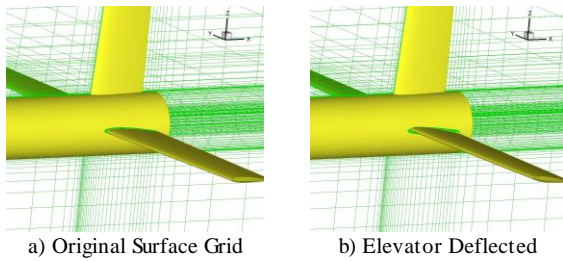 Z
Y
X
Z
Y
X
a) Original Surface Grid
b) Elevator Deflected